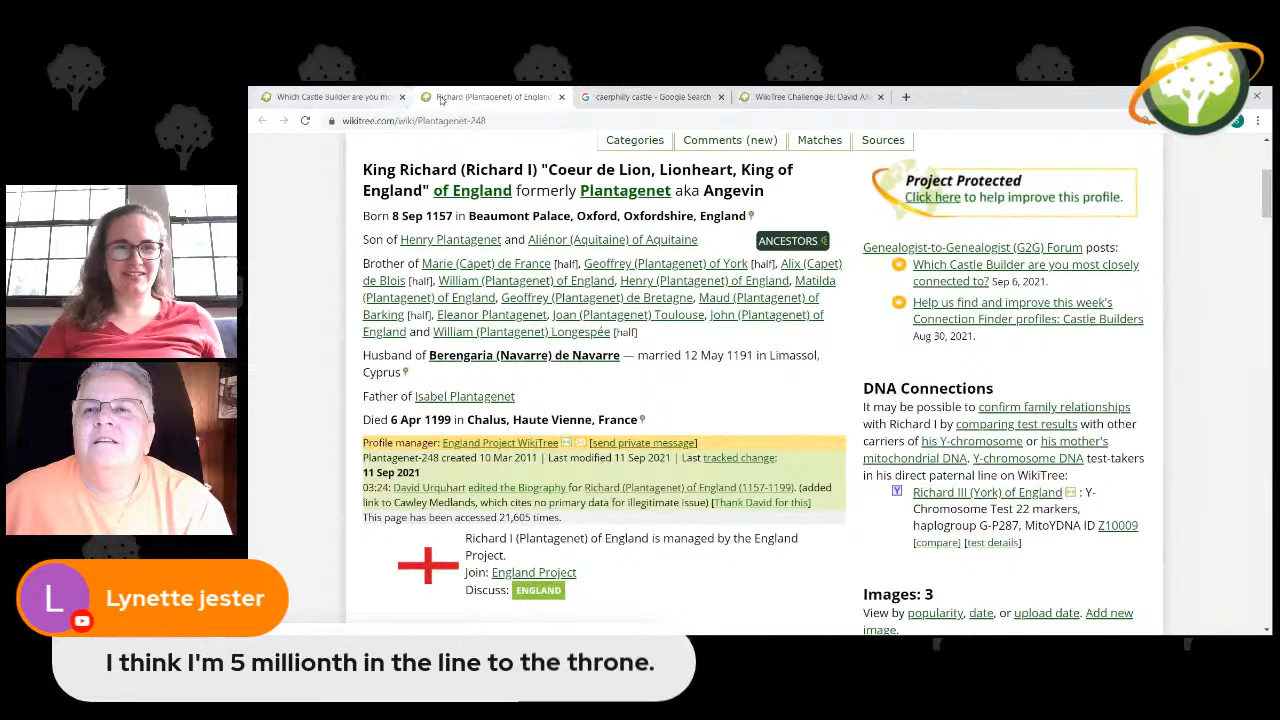 Which Castle Builder are you mo
Richard (Plantagenet) of England
caerphilly castle - Google Search
WikiTree Challenge 36: David All
wikitree.com/wiki/Plantagenet-248
Categories
Comments (new)
Matches
Sources
King Richard (Richard I) "Coeur de Lion, Lionheart, King of
England" of England formerly Plantagenet aka Angevin
Born 8 Sep 1157 in Beaumont Palace, Oxford, Oxfordshire, England
Son of Henry Plantagenet and Aliénor (Aquitaine) of Aquitaine
ANCESTORS
Brother of Marie (Capet) de France [half], Geoffrey (Plantagenet) of York [half], Alix (Capet)
de Blois [half], William (Plantagenet) of England, Henry (Plantagenet) of England, Matilda
(Plantagenet) of England, Geoffrey (Plantagenet) de Bretagne, Maud (Plantagenet) of
Barking [half], Eleanor Plantagenet, Joan (Plantagenet) Toulouse, John (Plantagenet) of
England and William (Plantagenet) Longespée [half]
Husband of Berengaria (Navarre) de Navarre — married 12 May 1191 in Limassol,
Cyprus
Father of Isabel Plantagenet
Died 6 Apr 1199 in Chalus, Haute Vienne, France
Profile manager: England Project WikiTree [send private message]
Plantagenet-248 created 10 Mar 2011 | Last modified 11 Sep 2021 | Last tracked change:
11 Sep 2021
03:24: David Urquhart edited the Biography for Richard (Plantagenet) of England (1157-1199). (added
link to Cawley Medlands, which cites no primary data for illegitimate issue) [Thank David for this]
This page has been accessed 21,605 times.
Richard I (Plantagenet) of England is managed by the England
Project.
Join: England Project
Discuss: ENGLAND
Project Protected
Click here to help improve this profile.
Genealogist-to-Genealogist (G2G) Forum posts:
Which Castle Builder are you most closely
connected to? Sep 6, 2021.
Help us find and improve this week's
Connection Finder profiles: Castle Builders
Aug 30, 2021.
DNA Connections
It may be possible to confirm family relationships
with Richard I by comparing test results with other
carriers of his Y-chromosome or his mother's
mitochondrial DNA. Y-chromosome DNA test-takers
in his direct paternal line on WikiTree:
Y Richard III (York) of England : Y-
Chromosome Test 22 markers,
haplogroup G-P287, MitoYDNA ID Z10009
[compare] [test details]
Images: 3
View by popularity, date, or upload date. Add new
image.
L
Lynette jester
I think I'm 5 millionth in the line to the throne.